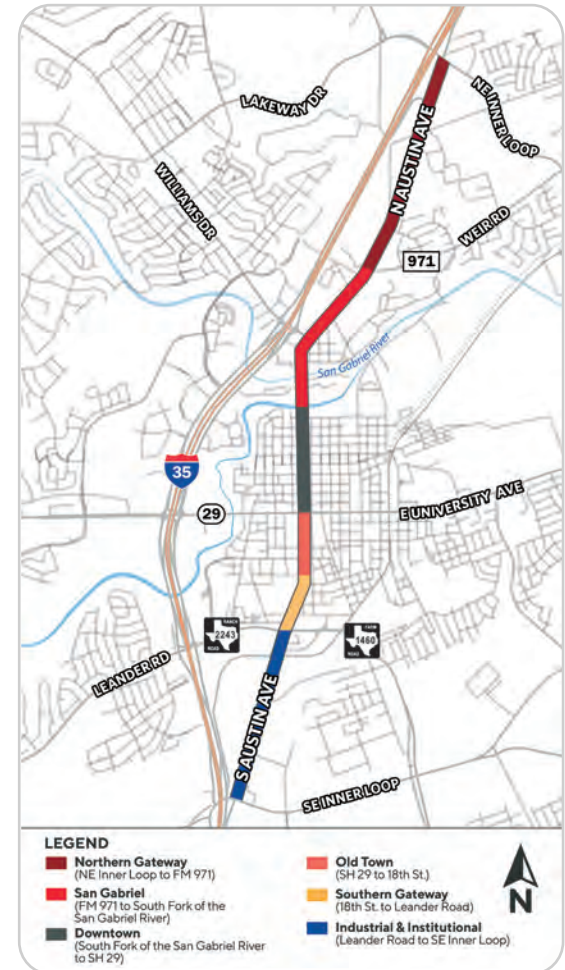 LAKEWAY DR
NE INNER LOOP
N AUSTIN AVE
WILLIAMS DR
WEIR RD
971
San Gabriel River
35
29
E UNIVERSITY AVE
RANCH
2243
ROAD
FARM
1460
ROAD
LEANDER RD
S AUSTIN AVE
SE INNER LOOP
LEGEND
Northern Gateway
(NE Inner Loop to FM 971)
San Gabriel
(FM 971 to South Fork of the
San Gabriel River)
Downtown
(South Fork of the San Gabriel River
to SH 29)
Old Town
(SH 29 to 18th St.)
Southern Gateway
(18th St. to Leander Road)
Industrial & Institutional
(Leander Road to SE Inner Loop)
N